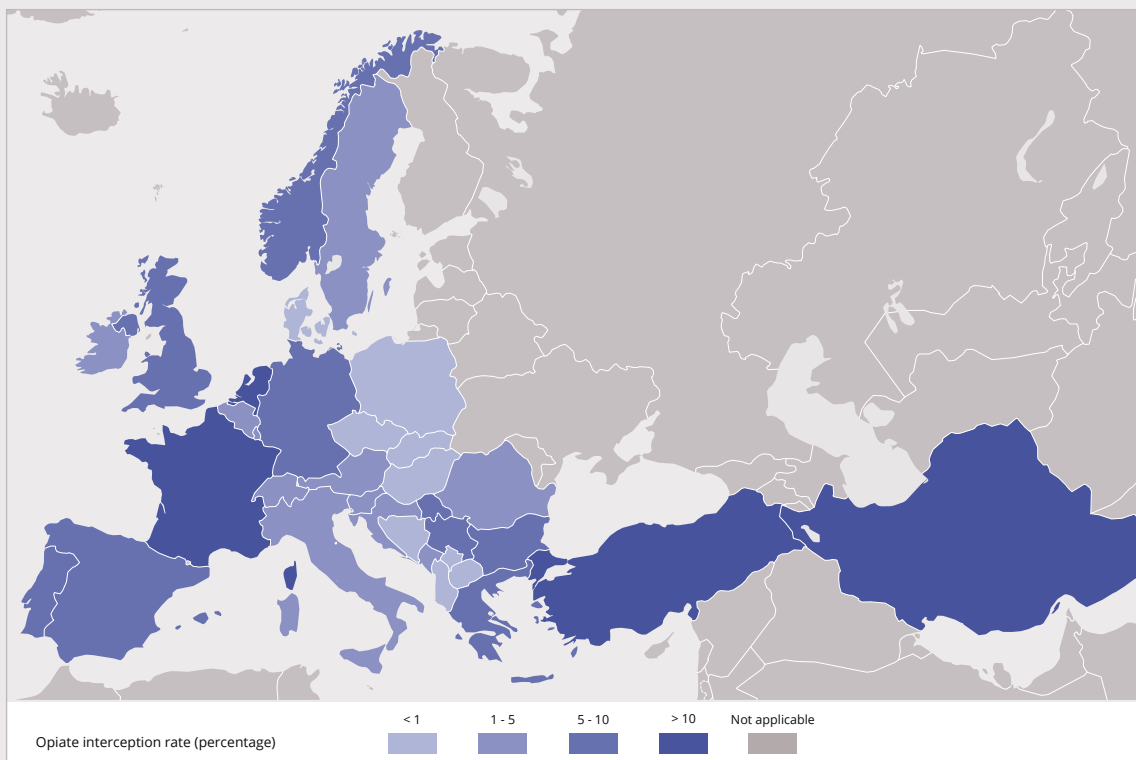 < 1
1 - 5
5 - 10
> 10
Not applicable
Opiate interception rate (percentage)